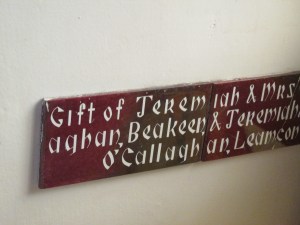 Gift of Jeremiah & Mrs
aghan, Beakeen & Jeremiah
O'Callaghan, Leamcon